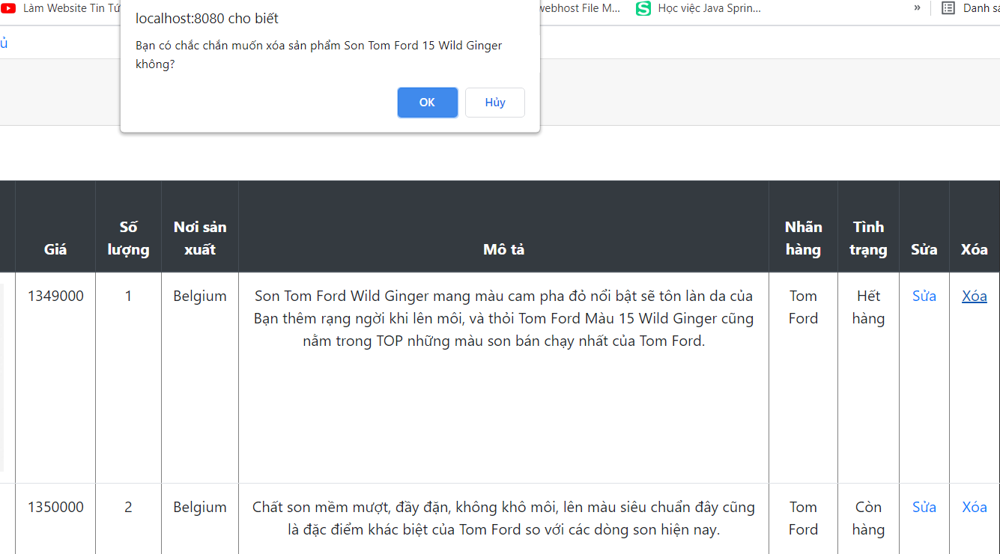 Làm Website Tin Tứ
webhost File M...
Học việc Java Sprin...
»
Danh sá
localhost:8080 cho biết
Bạn có chắc chắn muốn xóa sản phẩm Son Tom Ford 15 Wild Ginger
không?
OK
Hủy
ủ
Giá
Số
lượng
Nơi sản
xuất
Mô tả
Nhãn
hàng
Tình
trạng
Sửa
Xóa
1349000
1
Belgium
Son Tom Ford Wild Ginger mang màu cam pha đỏ nổi bật sẽ tôn làn da của
Bạn thêm rạng ngời khi lên môi, và thỏi Tom Ford Màu 15 Wild Ginger cũng
nằm trong TOP những màu son bán chạy nhất của Tom Ford.
Tom
Ford
Hết
hàng
Sửa
Xóa
1350000
2
Belgium
Chất son mềm mượt, đầy đặn, không khô môi, lên màu siêu chuẩn đây cũng
là đặc điểm khác biệt của Tom Ford so với các dòng son hiện nay.
Tom
Ford
Còn
hàng
Sửa
Xóa